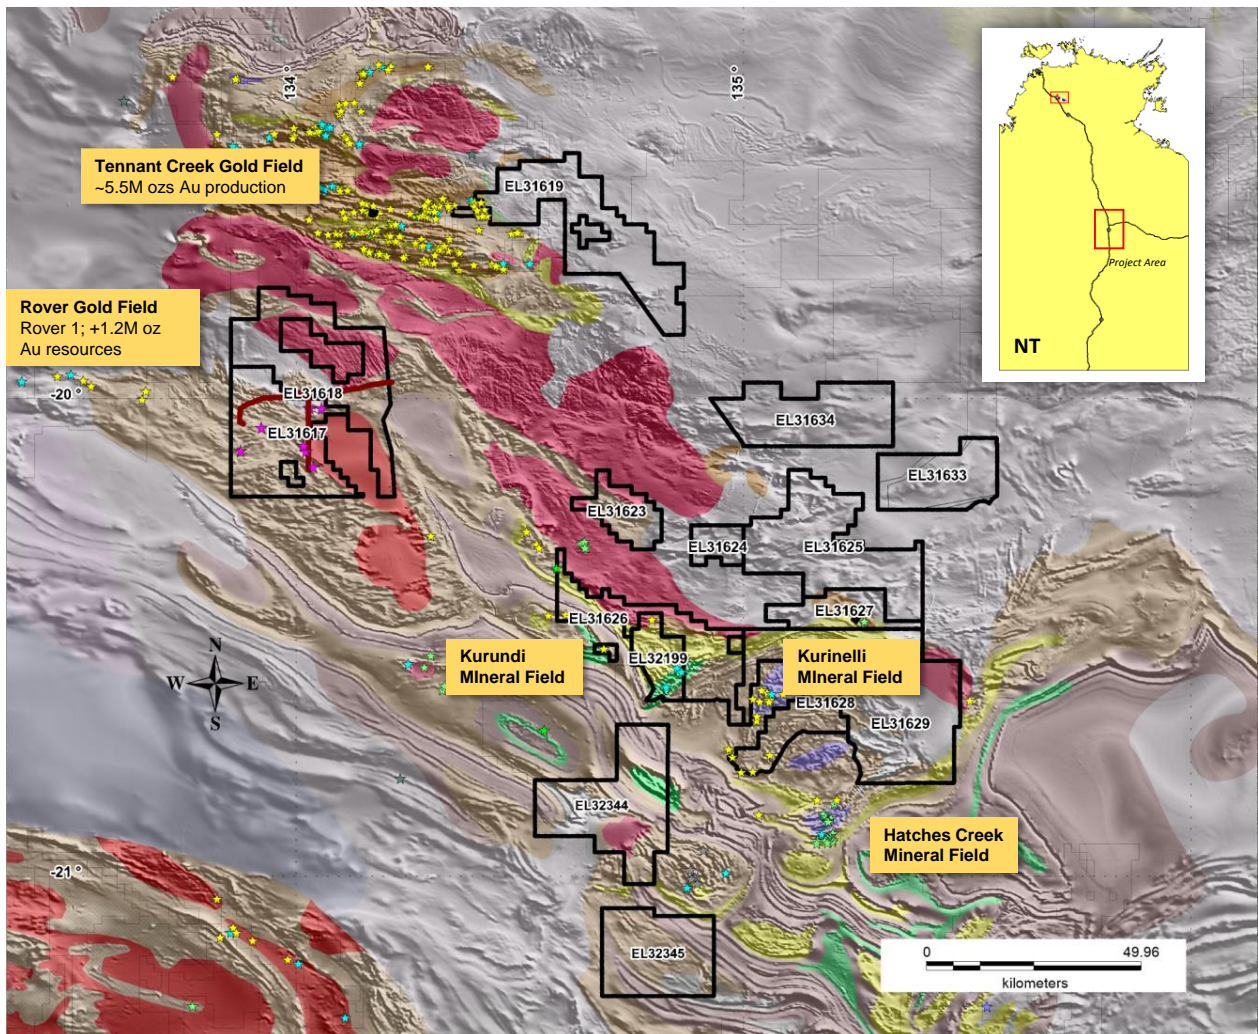 134 °
135 °
Tennant Creek Gold Field
~5.5M ozs Au production
EL31619
Project Area
NT
Rover Gold Field
Rover 1; +1.2M oz
Au resources
-20 °
EL31618
EL31617
EL31634
EL31633
EL31623
EL31624
EL31625
EL31626
EL31627
EL32199
Kurundi
MIneral Field
Kurinelli
MIneral Field
EL31628
EL31629
N
W
E
S
EL32344
Hatches Creek
Mineral Field
-21 °
EL32345
0
49.96
kilometers